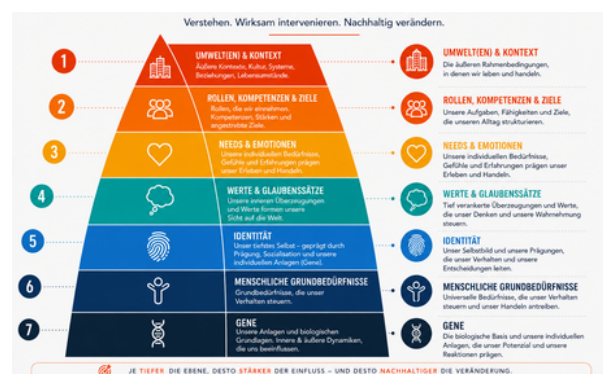 Verstehen. Wirksam intervenieren. Nachhaltig verändern.
1
UMWELT(EN) & KONTEXT
Äußere Kontexte, Kultur, Systeme,
Beziehungen, Lebensumstände.
UMWELT(EN) & KONTEXT
Die äußeren Rahmenbedingungen,
in denen wir leben und handeln.
2
ROLLEN, KOMPETENZEN & ZIELE
Rollen, die wir einnehmen.
Kompetenzen, Stärken und
angestrebte Ziele.
ROLLEN, KOMPETENZEN & ZIELE
Unsere Aufgaben, Fähigkeiten und Ziele,
die unseren Alltag strukturieren.
3
NEEDS & EMOTIONEN
Unsere individuellen Bedürfnisse,
Gefühle und Erfahrungen prägen
unser Erleben und Handeln.
NEEDS & EMOTIONEN
Unsere individuellen Bedürfnisse,
Gefühle und Erfahrungen prägen unser
Erleben und Handeln.
4
WERTE & GLAUBENSSÄTZE
Unsere inneren Überzeugungen
und Werte formen unsere
Sicht auf die Welt.
WERTE & GLAUBENSSÄTZE
Tief verankerte Überzeugungen und Werte,
die unser Denken und unsere Wahrnehmung
steuern.
5
IDENTITÄT
Unser tiefstes Selbst – geprägt durch
Prägung, Sozialisation und unsere
individuellen Anlagen (Gene).
IDENTITÄT
Unser Selbstbild und unsere Prägungen,
die unser Verhalten und unsere
Entscheidungen leiten.
6
MENSCHLICHE GRUNDBEDÜRFNISSE
Grundbedürfnisse, die unser
Verhalten steuern.
MENSCHLICHE GRUNDBEDÜRFNISSE
Universelle Bedürfnisse, die unser Verhalten
steuern und unser Handeln antreiben.
7
GENE
Unsere Anlagen und biologischen
Grundlagen. Innere & äußere Dynamiken,
die uns beeinflussen.
GENE
Die biologische Basis und unsere individuellen
Anlagen, die unser Potenzial und unsere
Reaktionen prägen.
JE TIEFER DIE EBENE, DESTO STÄRKER DER EINFLUSS – UND DESTO NACHHALTIGER DIE VERÄNDERUNG.